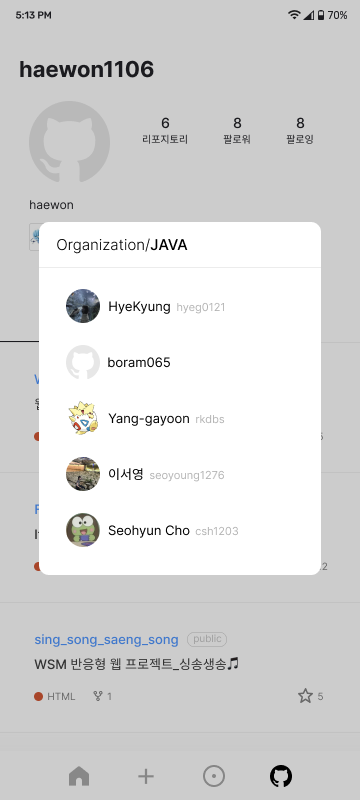 5:13 PM 70%
haewon1106
6 8 8
리포지토리 팔로워 팔로잉
haewon
Organization/JAVA
HyeKyung hyeg0121
boram065
Yang-gayoon rkdbs
이서영 seoyoung1276
Seohyun Cho csh1203
sing_song_saeng_song public
WSM 반응형 웹 프로젝트_싱송생송🎵
HTML 1 5